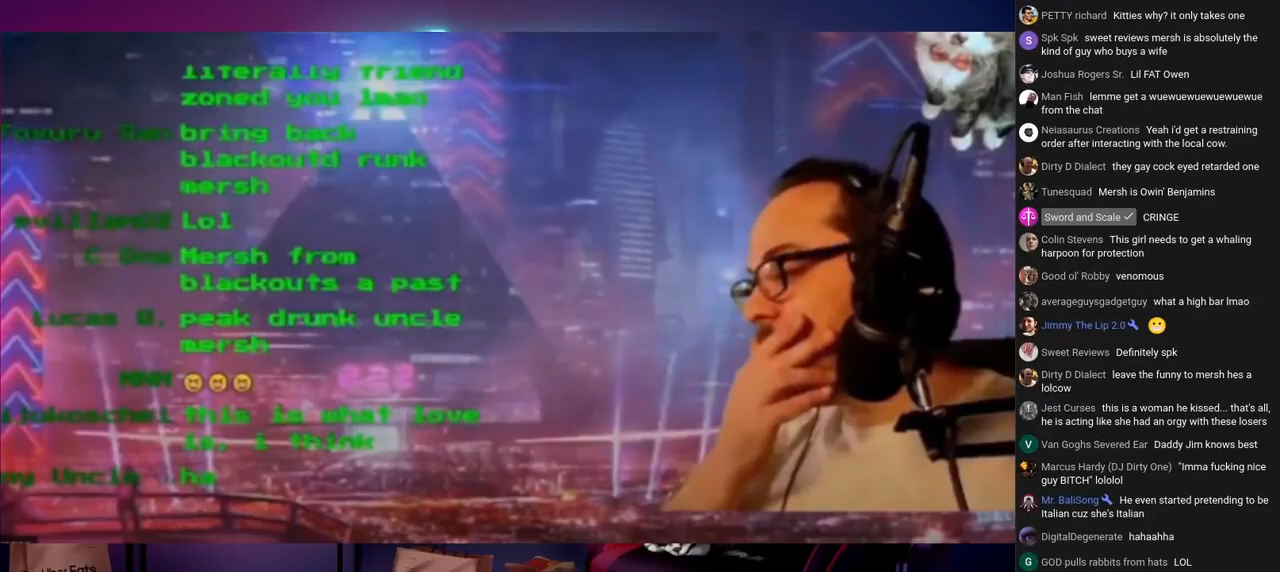 literally friend
zoned you lmao
bring back
blackoutd runk
mersh
Lol
Mersh from
blackouts a past
Lucas B. peak drunk uncle
mersh
MNM
this is what love
is, i think
my Uncle ha
Uber Eats
PETTY richard Kitties why? it only takes one
Spk Spk sweet reviews mersh is absolutely the
kind of guy who buys a wife
Joshua Rogers Sr. Lil FAT Owen
Man Fish lemme get a wuewuewuewuewuewue
from the chat
Neiasaurus Creations Yeah i'd get a restraining
order after interacting with the local cow.
Dirty D Dialect they gay cock eyed retarded one
Tunesquad Mersh is Owin' Benjamins
Sword and Scale CRINGE
Colin Stevens This girl needs to get a whaling
harpoon for protection
Good ol' Robby venomous
averageguysgadgetguy what a high bar lmao
Jimmy The Lip 2.0 😬
Sweet Reviews Definitely spk
Dirty D Dialect leave the funny to mersh hes a
lolcow
Jest Curses this is a woman he kissed... that's all,
he is acting like she had an orgy with these losers
Van Goghs Severed Ear Daddy Jim knows best
Marcus Hardy (DJ Dirty One) "Imma fucking nice
guy BITCH" lololol
Mr. BaliSong He even started pretending to be
Italian cuz she's Italian
DigitalDegenerate hahaahha
GOD pulls rabbits from hats LOL